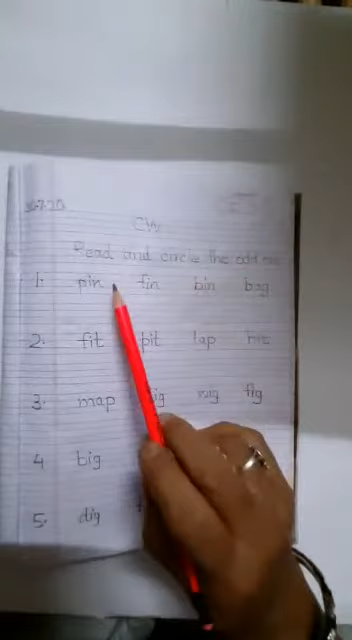 CW
Read and circle the odd one
1. pin fin bin bag
2. fit pit lap hit
3. map fig wig fig
4 big
5. dig